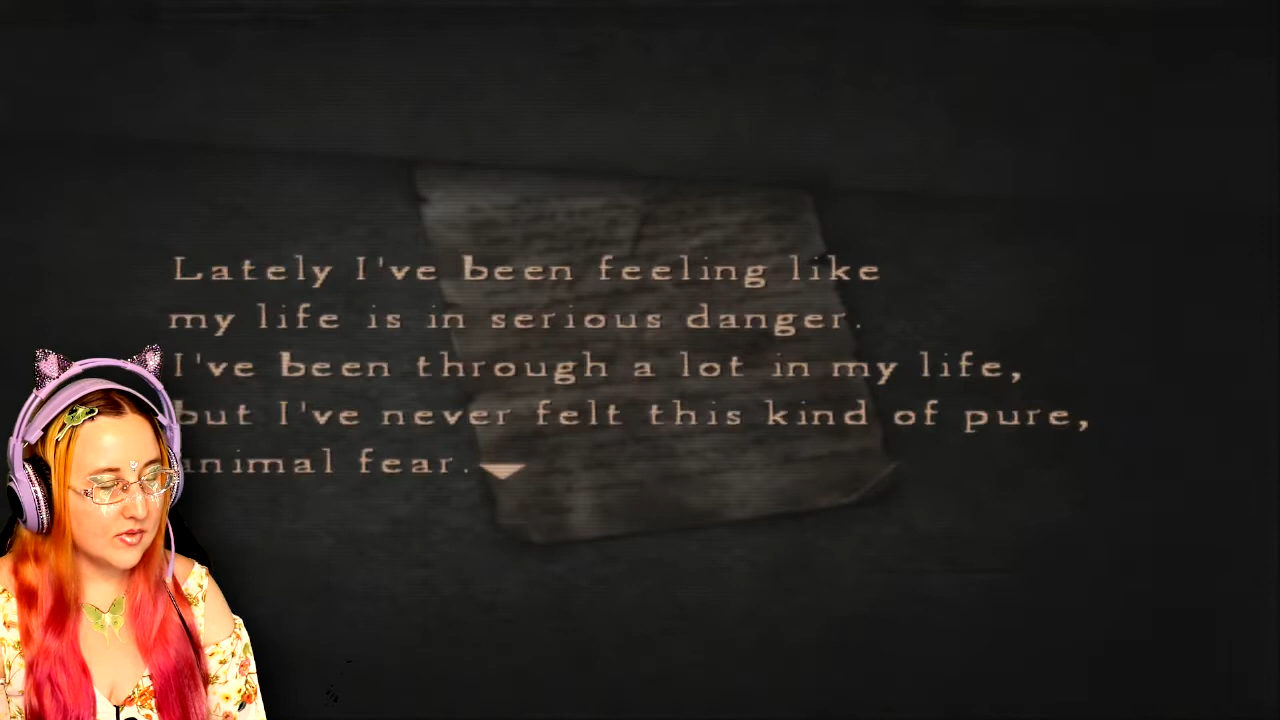 Lately I've been feeling like
my life is in serious danger.
I've been through a lot in my life,
but I've never felt this kind of pure,
animal fear.